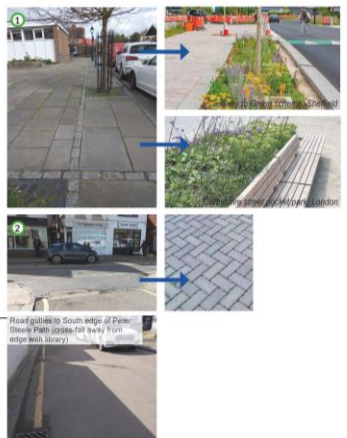 1
Grey to Green scheme, Sheffield
street pocket park, London
2
Road gullies to South edge of Peter
Steele Path (cross-fall away from
edge with library)